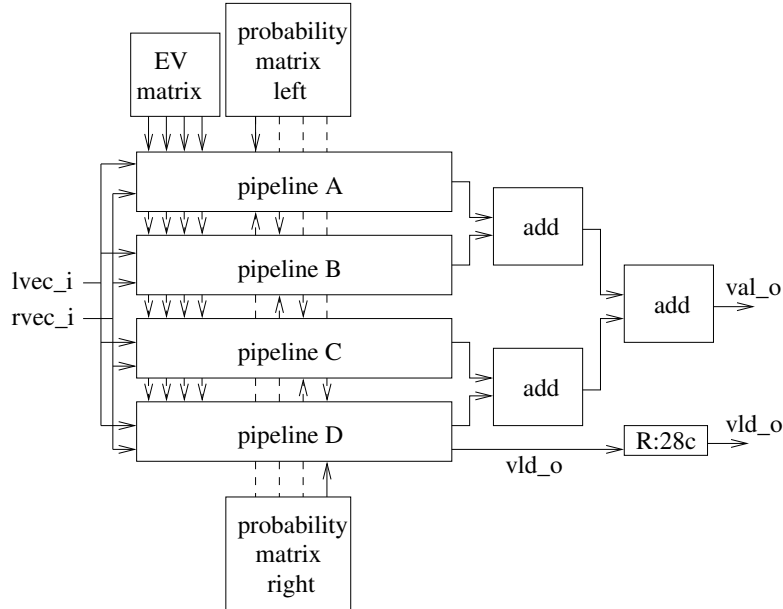 probability
matrix
left
EV
matrix
pipeline A
pipeline B
pipeline C
pipeline D
lvec_i
rvec_i
add
add
add
val_o
vld_o
R:28c
vld_o
probability
matrix
right